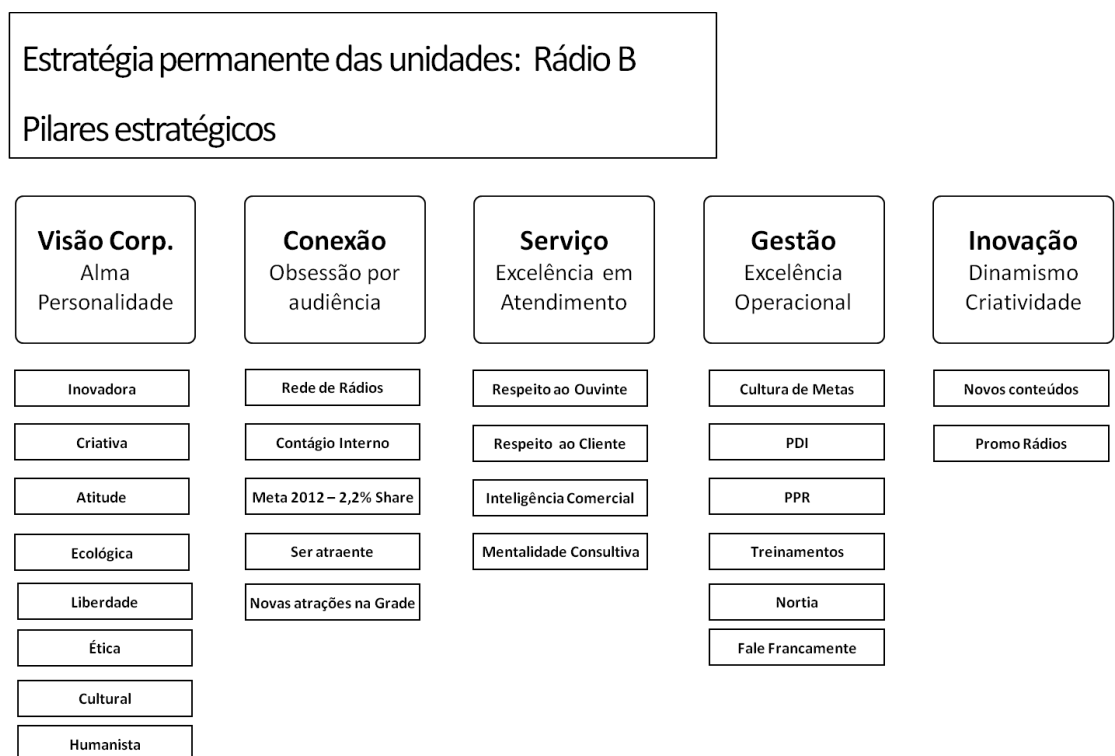 Estratégia permanente das unidades: Rádio B
Pilares estratégicos
Visão Corp.
Alma
Personalidade
Inovadora
Criativa
Atitude
Ecológica
Liberdade
Ética
Cultural
Humanista
Conexão
Obsessão por
audiência
Rede de Rádios
Contágio Interno
Meta 2012 – 2,2% Share
Ser atraente
Novas atrações na Grade
Serviço
Excelência em
Atendimento
Respeito ao Ouvinte
Respeito ao Cliente
Inteligência Comercial
Mentalidade Consultiva
Gestão
Excelência
Operacional
Cultura de Metas
PDI
PPR
Treinamentos
Nortia
Fale Francamente
Inovação
Dinamismo
Criatividade
Novos conteúdos
Promo Rádios